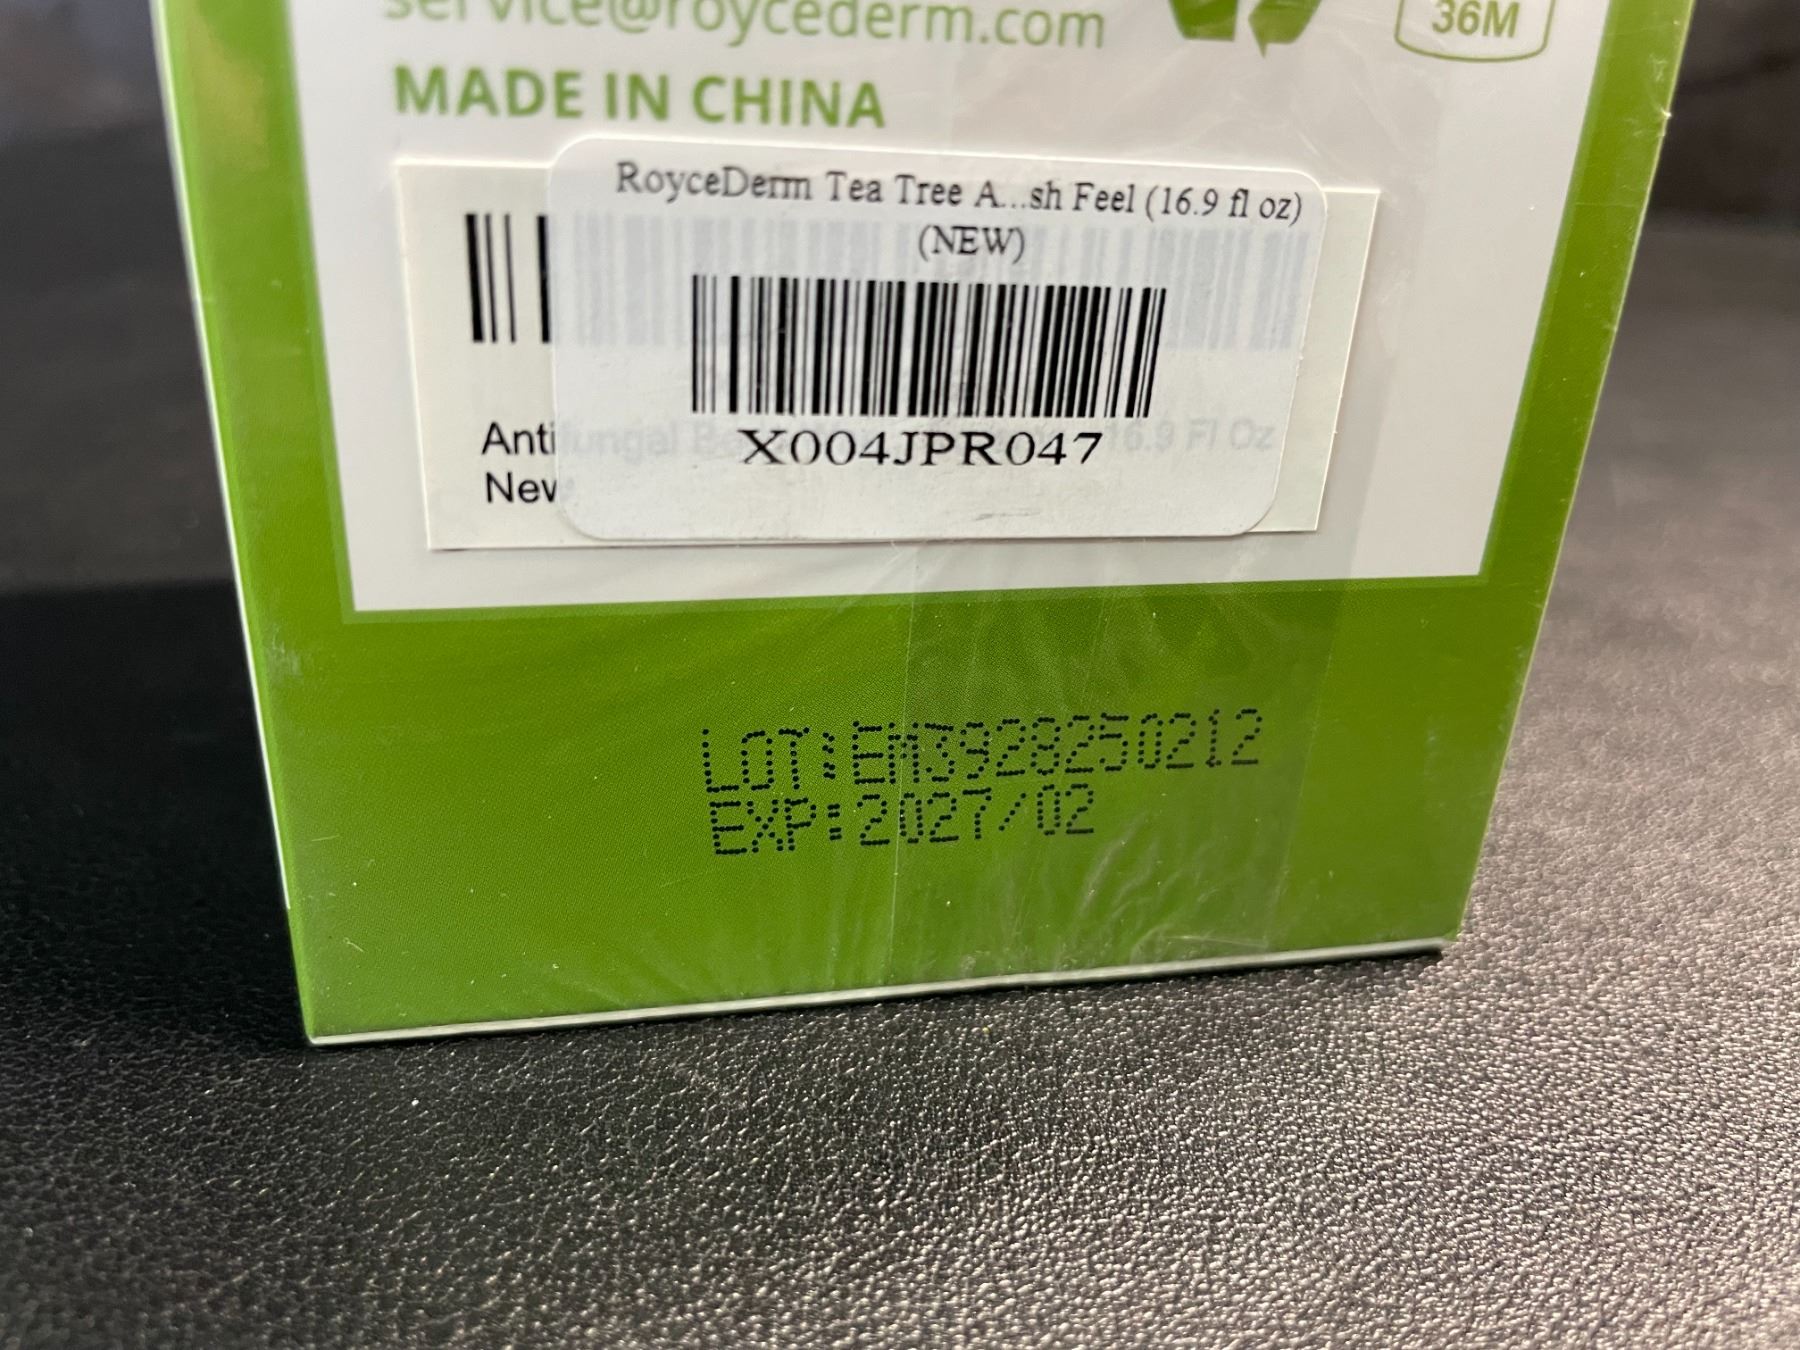 service@roycederm.com
36M
MADE IN CHINA
RoyceDerm Tea Tree A...sh Feel (16.9 fl oz)
(NEW)
X004JPR047
Antifungal 16.9 Fl Oz
New
LOT:EM3928250212
EXP:2027/02